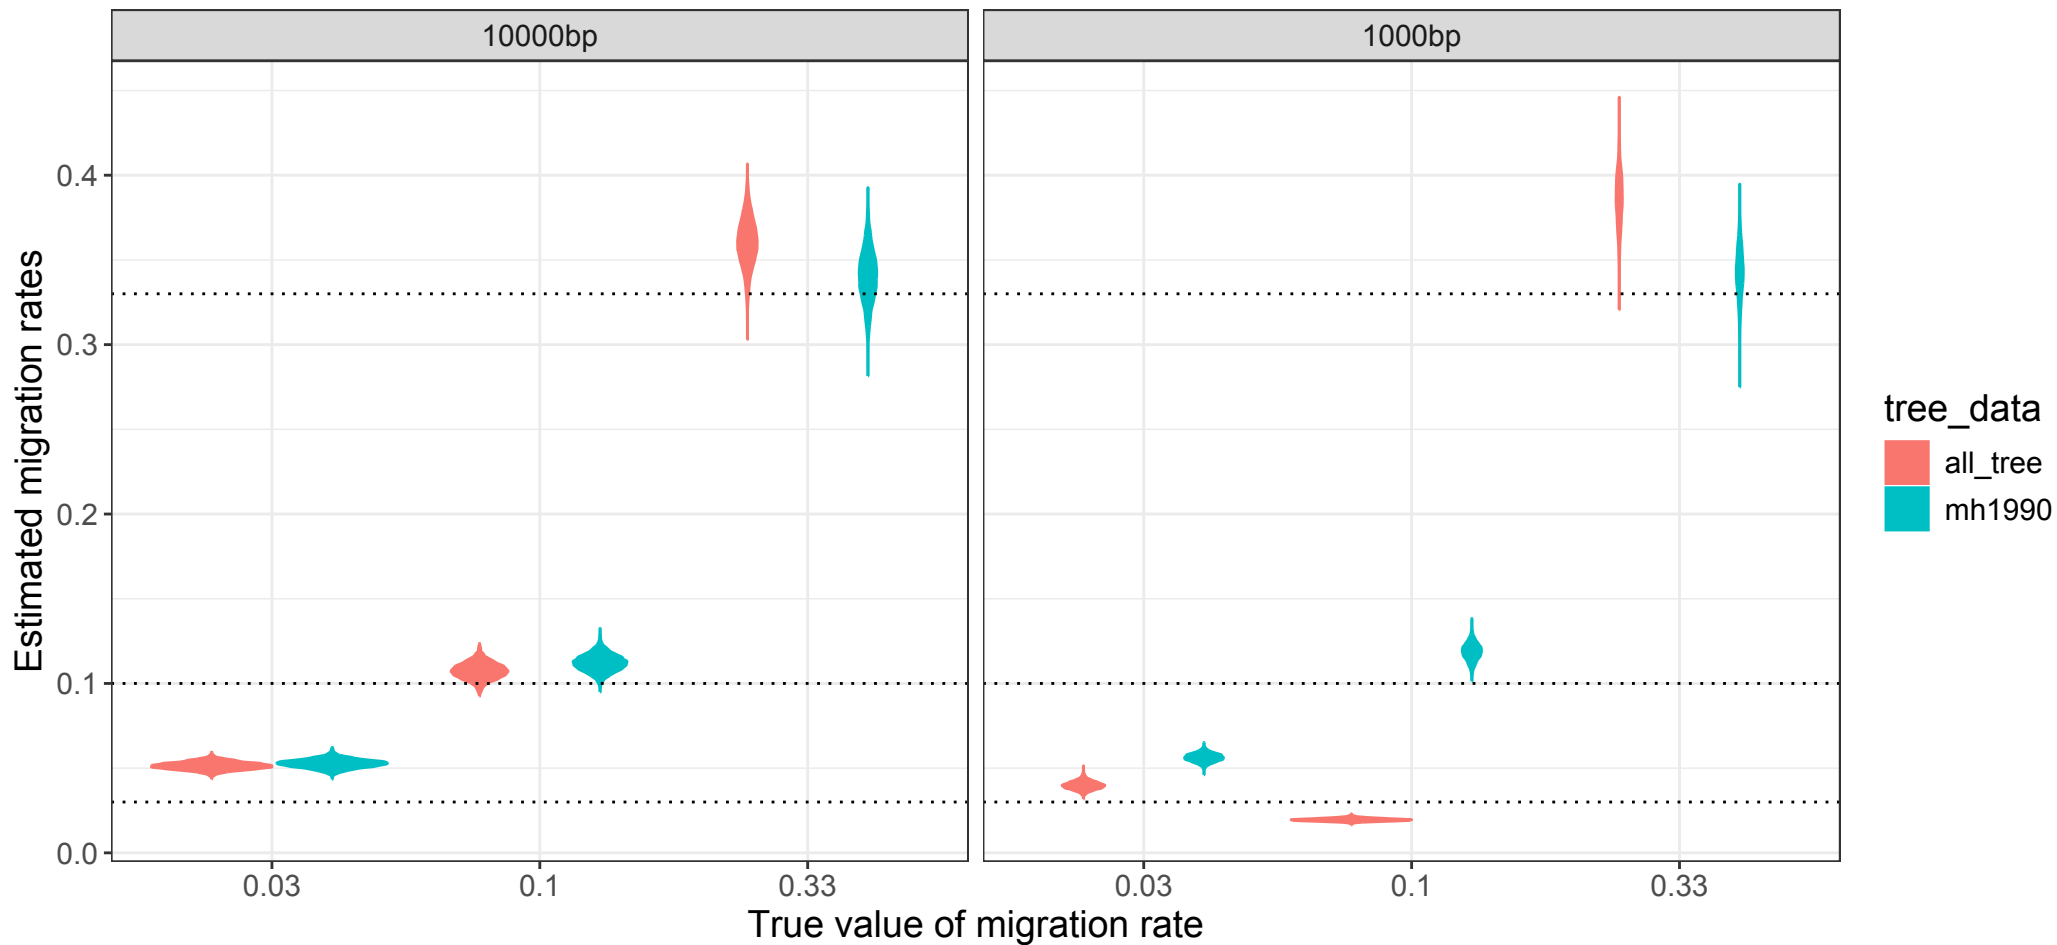 10000bp
1000bp
Estimated migration rates
0.4
0.3
0.2
0.1
0.0
0.03
0.1
0.33
0.03
0.1
0.33
True value of migration rate
tree_data
all_tree
mh1990